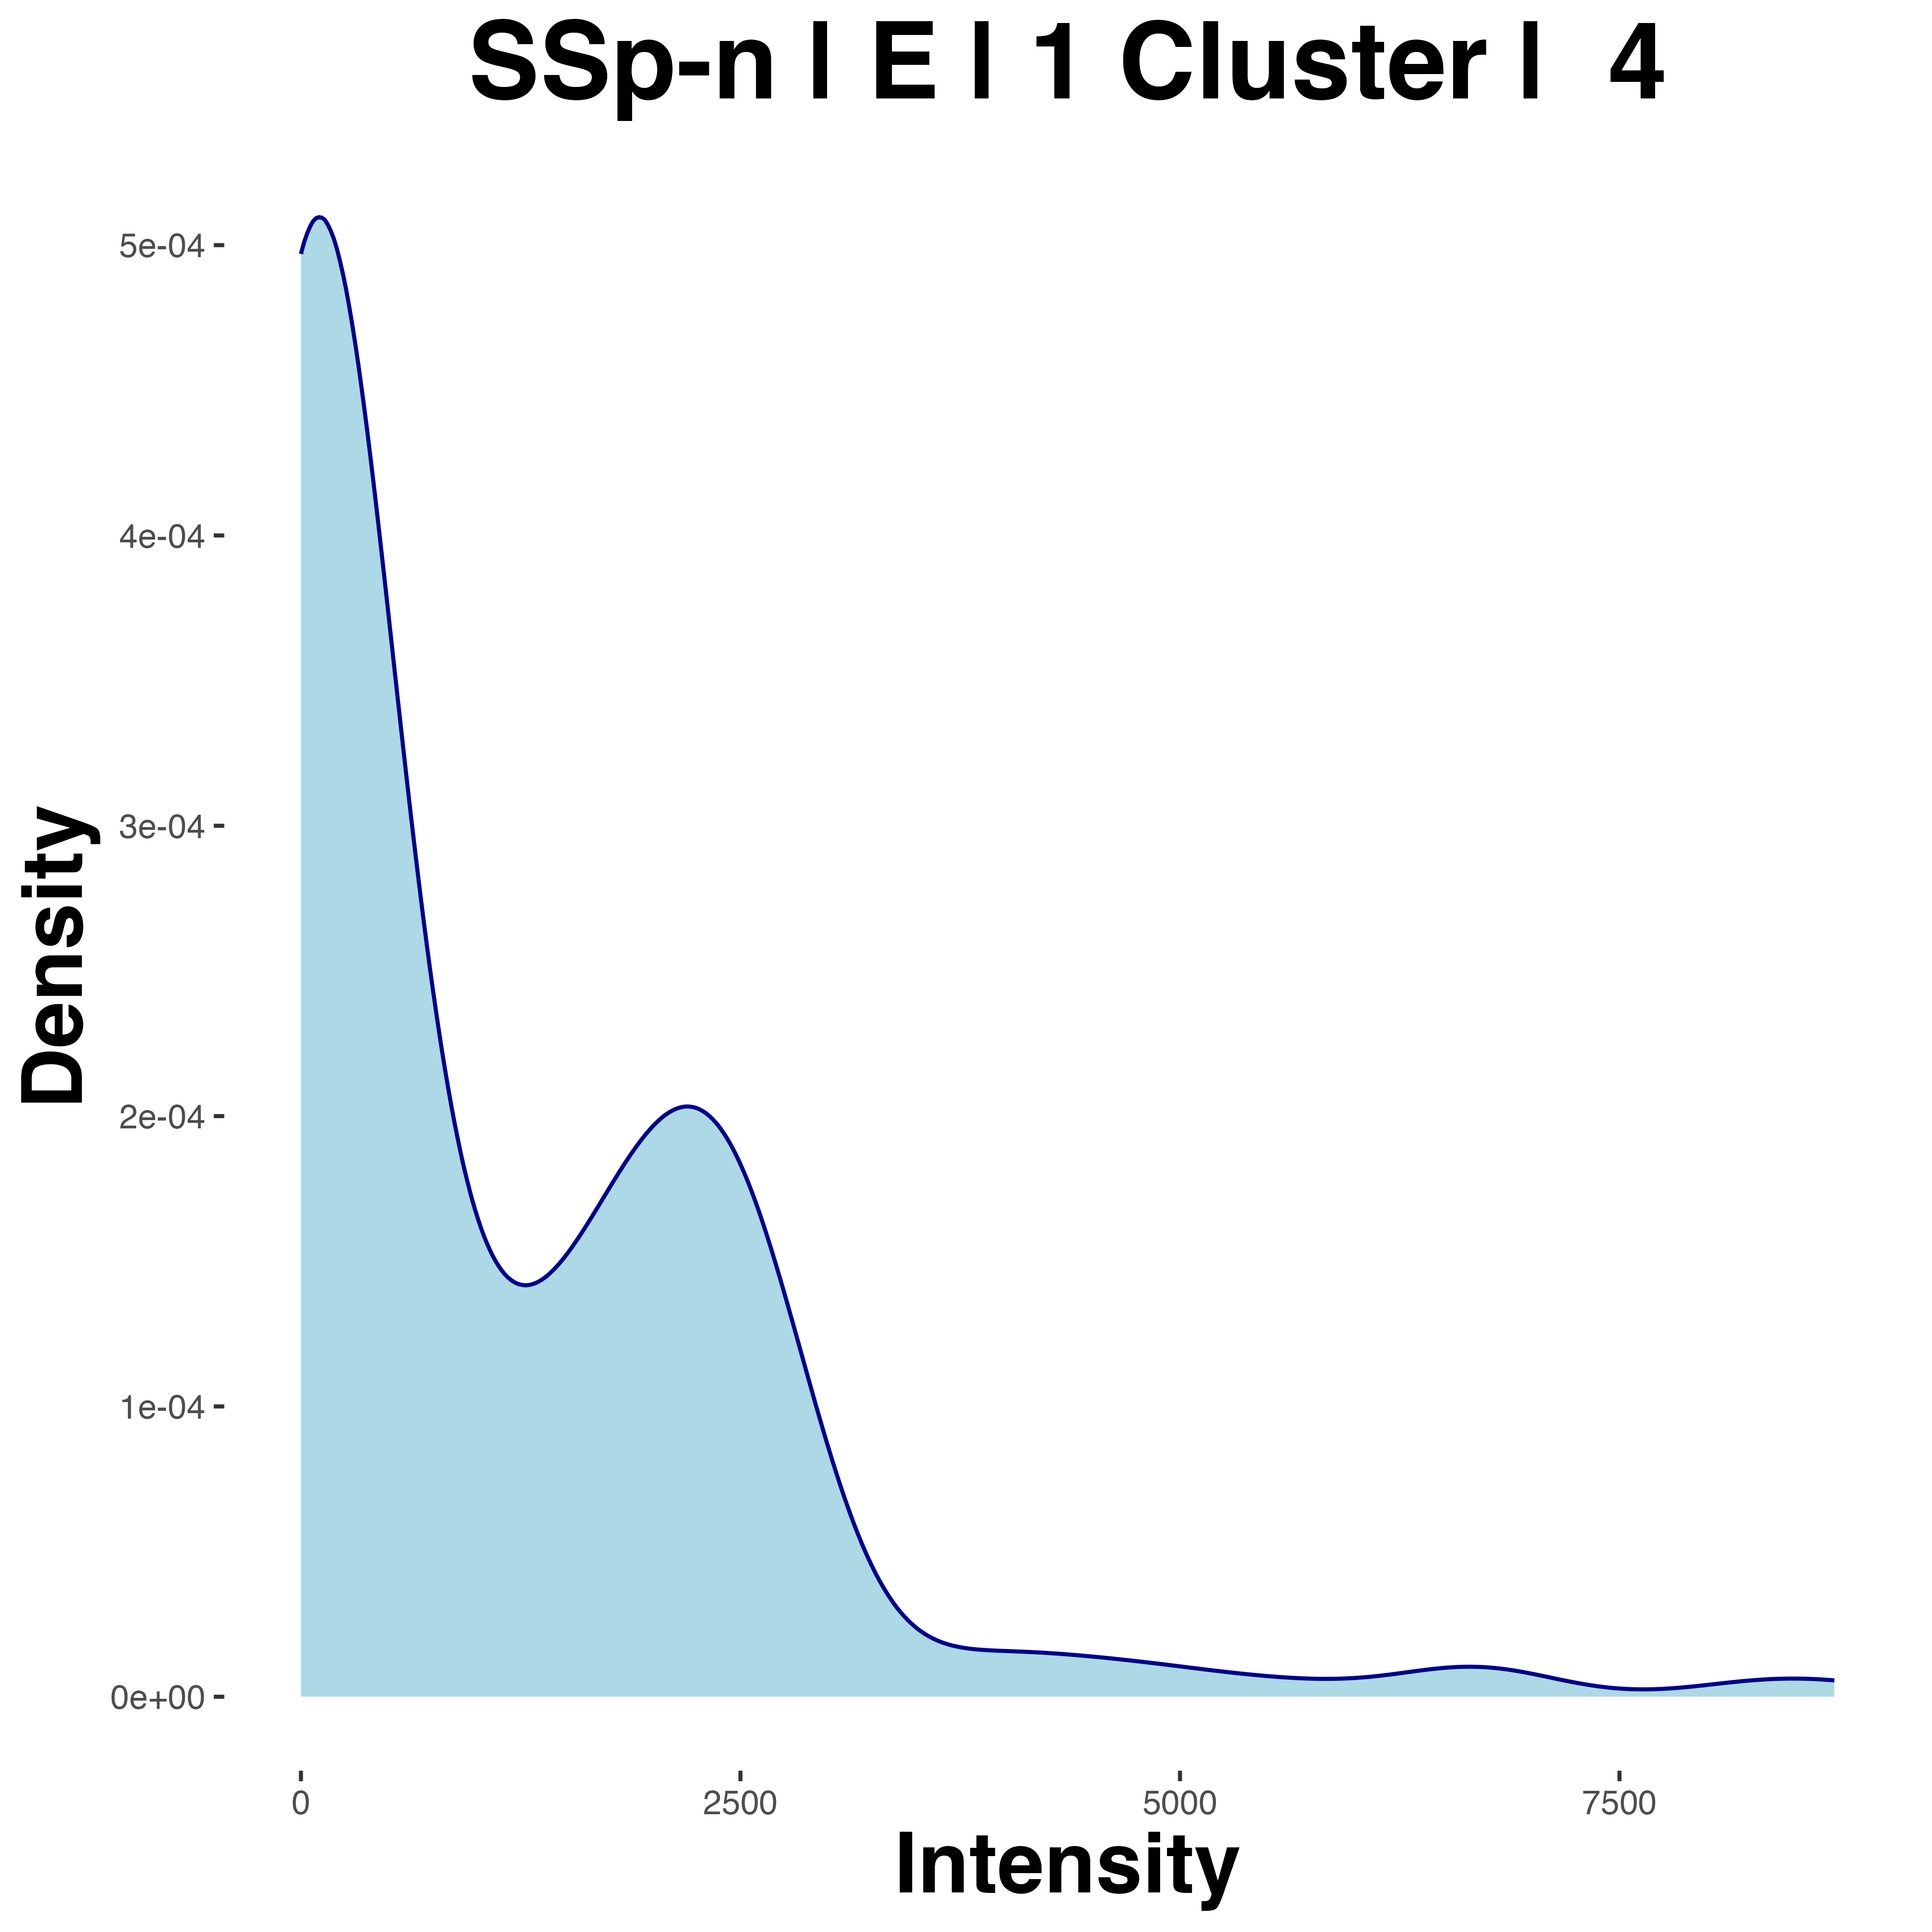 SSp-n | E | 1 Cluster | 4
5e-04
4e-04
3e-04
2e-04
1e-04
0e+00
Density
0 2500 5000 7500
Intensity